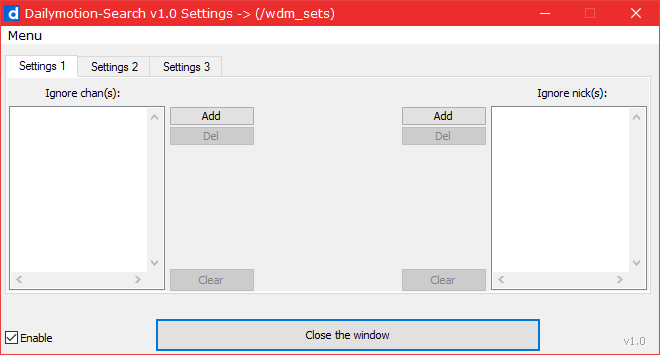 d Dailymotion-Search v1.0 Settings -> (/wdm_sets)
Menu
Settings 1 Settings 2 Settings 3
Ignore chan(s): Ignore nick(s):
Add Add
Del Del
Clear Clear
Enable Close the window v1.0